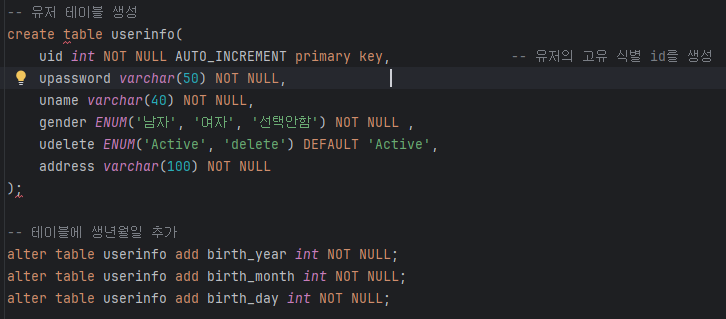 -- 유저 테이블 생성
create table userinfo(
    uid int NOT NULL AUTO_INCREMENT primary key,                -- 유저의 고유 식별 id를 생성
    upassword varchar(50) NOT NULL,
    uname varchar(40) NOT NULL,
    gender ENUM('남자', '여자', '선택안함') NOT NULL ,
    udelete ENUM('Active', 'delete') DEFAULT 'Active',
    address varchar(100) NOT NULL
);
-- 테이블에 생년월일 추가
alter table userinfo add birth_year int NOT NULL;
alter table userinfo add birth_month int NOT NULL;
alter table userinfo add birth_day int NOT NULL;